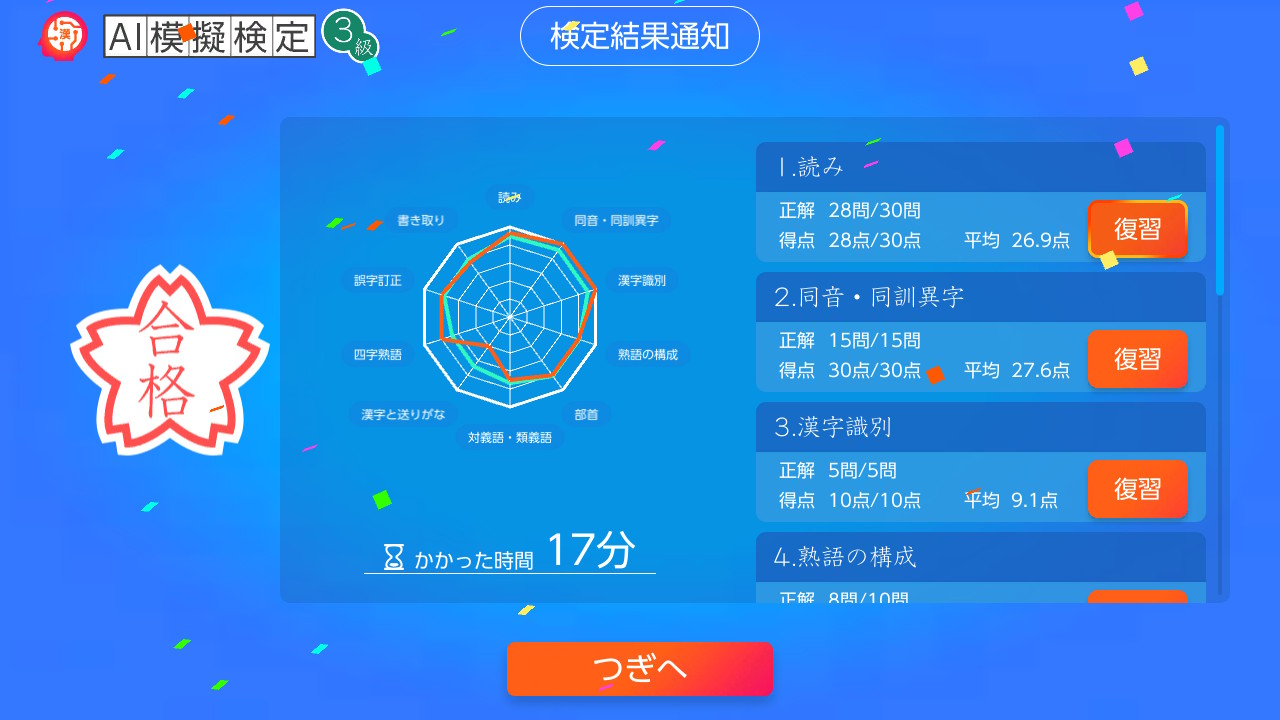 漢
AI模擬検定
3級
検定結果通知
合格
読み
同音・同訓異字
漢字識別
熟語の構成
部首
対義語・類義語
漢字と送りがな
四字熟語
誤字訂正
書き取り
かかった時間 17分
1.読み
正解 28問/30問
得点 28点/30点 平均 26.9点
復習
2.同音・同訓異字
正解 15問/15問
得点 30点/30点 平均 27.6点
復習
3.漢字識別
正解 5問/5問
得点 10点/10点 平均 9.1点
復習
4.熟語の構成
正解 8問/10問
つぎへ